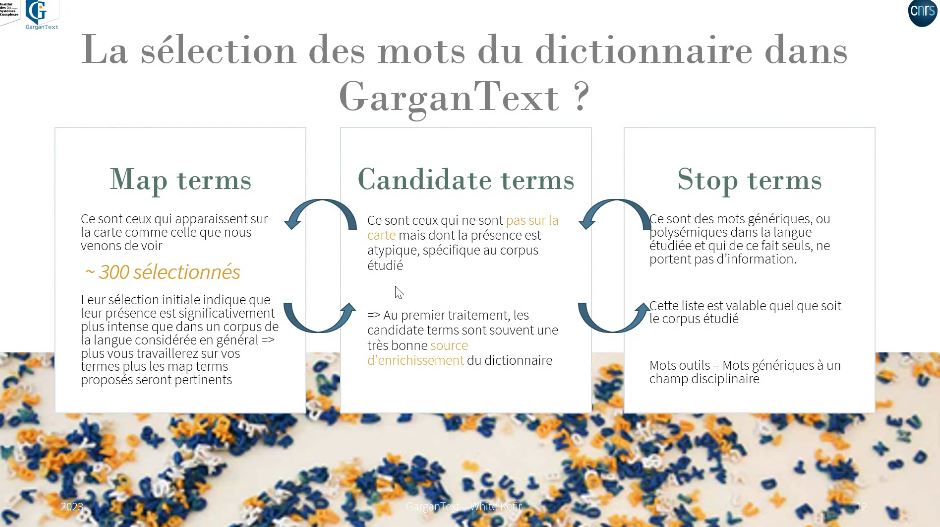 GarganText
cnrs
La sélection des mots du dictionnaire dans
GarganText ?
Map terms
Ce sont ceux qui apparaissent sur
la carte comme celle que nous
venons de voir
~ 300 sélectionnés
Leur sélection initiale indique que
leur présence est significativement
plus intense que dans un corpus de
la langue considérée en général =>
plus vous travaillerez sur vos
termes plus les map terms
proposés seront pertinents
Candidate terms
Ce sont ceux qui ne sont pas sur la
carte mais dont la présence est
atypique, spécifique au corpus
étudié
=> Au premier traitement, les
candidate terms sont souvent une
très bonne source
d'enrichissement du dictionnaire
Stop terms
Ce sont des mots génériques, ou
polysémiques dans la langue
étudiée et qui de ce fait seuls, ne
portent pas d'information.
Cette liste est valable quel que soit
le corpus étudié
Mots outils – Mots génériques à un
champ disciplinaire